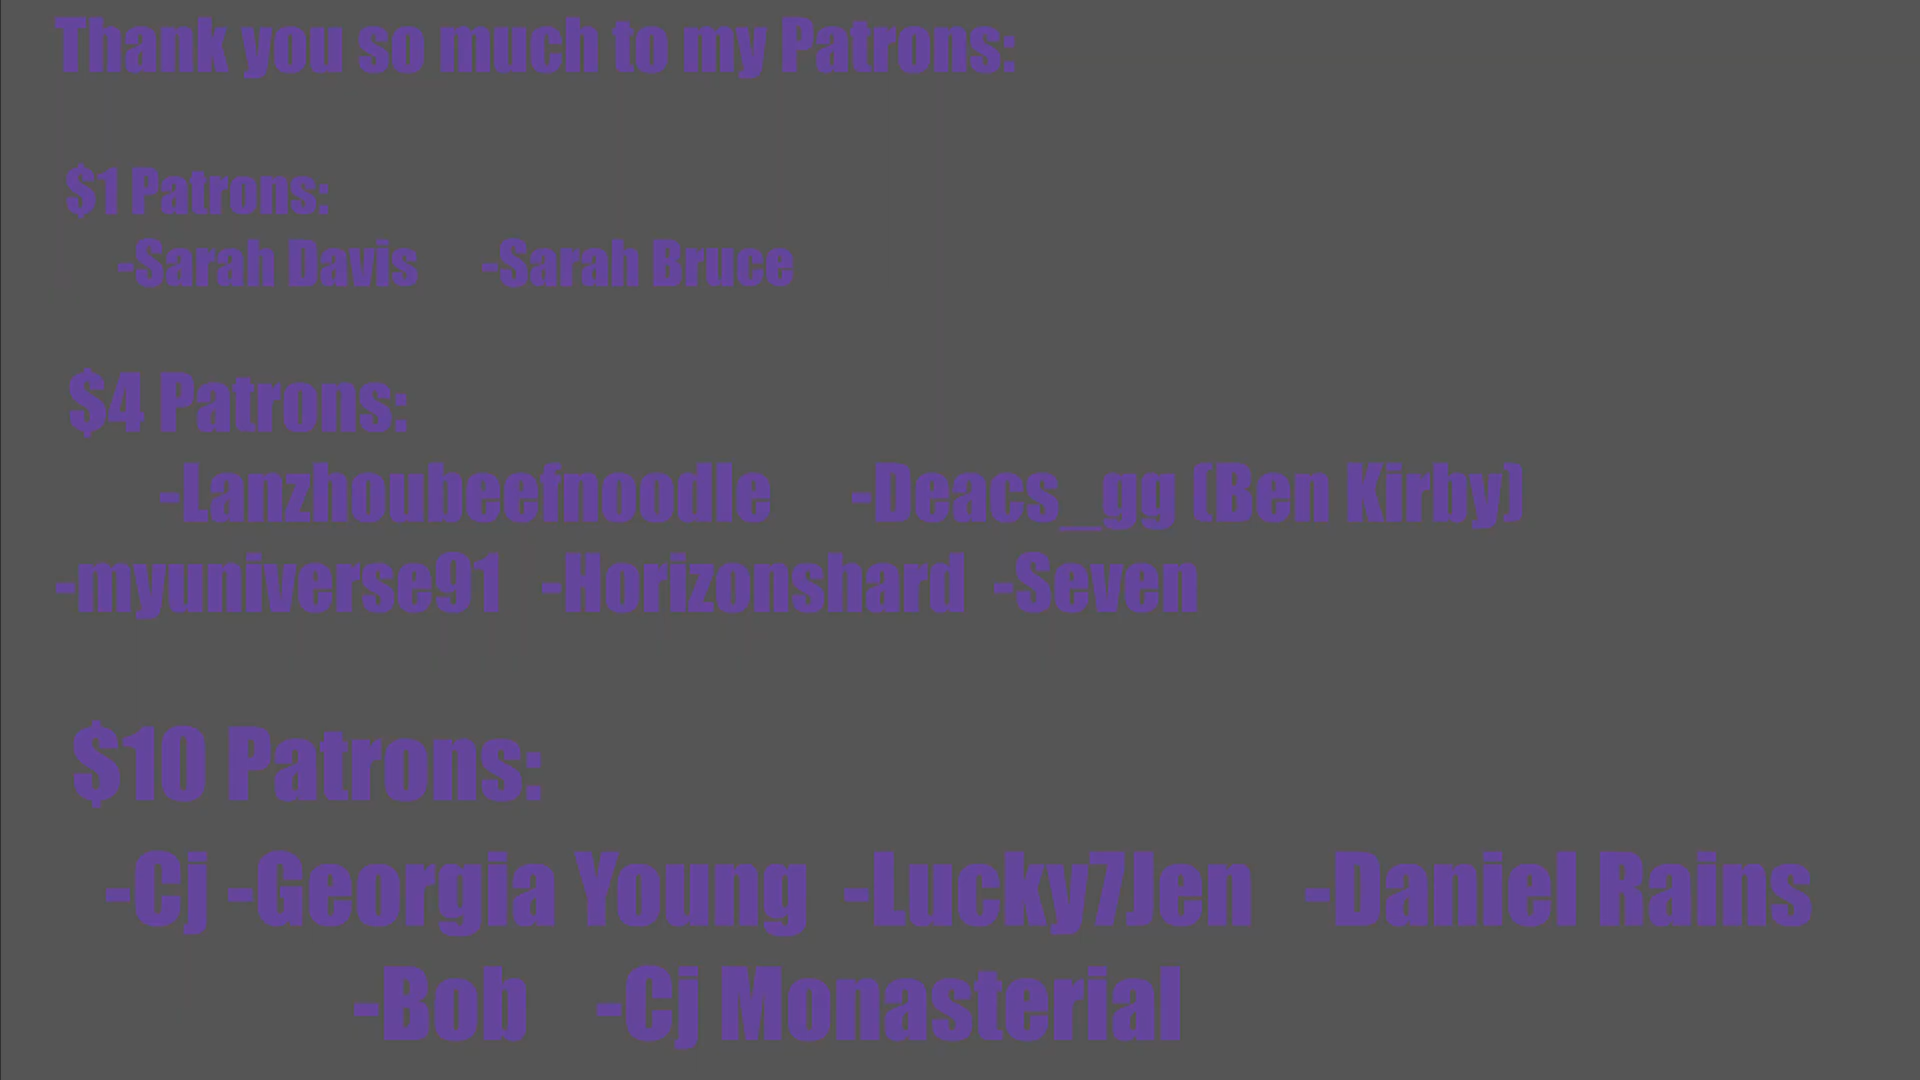 Thank you so much to my Patrons:
$1 Patrons:
-Sarah Davis -Sarah Bruce
$4 Patrons:
-Lanzhoubeefnoodle -Deacs_gg (Ben Kirby)
-myuniverse91 -Horizonshard -Seven
$10 Patrons:
-Cj -Georgia Young -Lucky7Jen -Daniel Rains
-Bob -Cj Monasterial